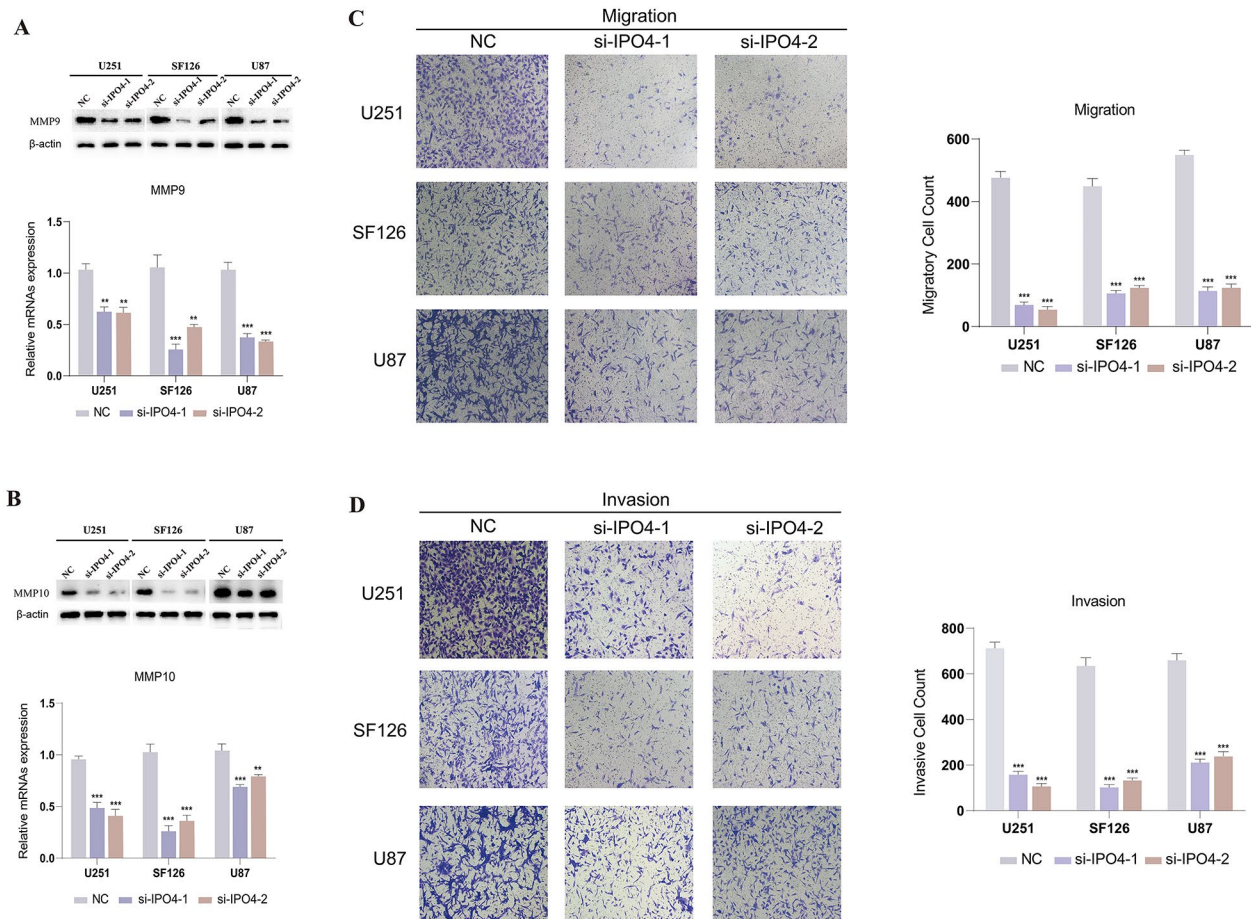 A
U251
SF126
U87
NC
si-IPO4-1
si-IPO4-2
NC
si-IPO4-1
si-IPO4-2
NC
si-IPO4-1
si-IPO4-2
MMP9
β-actin
MMP9
Relative mRNAs expression
1.5
1.0
0.5
0.0
** ** *** ** *** ***
U251 SF126 U87
NC si-IPO4-1 si-IPO4-2
B
U251 SF126 U87
NC
si-IPO4-1
si-IPO4-2
NC
si-IPO4-1
si-IPO4-2
NC
si-IPO4-1
si-IPO4-2
MMP10
β-actin
MMP10
Relative mRNAs expression
1.5
1.0
0.5
0.0
*** *** *** *** *** **
U251 SF126 U87
NC si-IPO4-1 si-IPO4-2
C
Migration
NC si-IPO4-1 si-IPO4-2
U251
SF126
U87
Migration
Migratory Cell Count
600
400
200
0
*** *** *** *** *** ***
U251 SF126 U87
NC si-IPO4-1 si-IPO4-2
D
Invasion
NC si-IPO4-1 si-IPO4-2
U251
SF126
U87
Invasion
Invasive Cell Count
800
600
400
200
0
*** *** *** *** *** ***
U251 SF126 U87
NC si-IPO4-1 si-IPO4-2